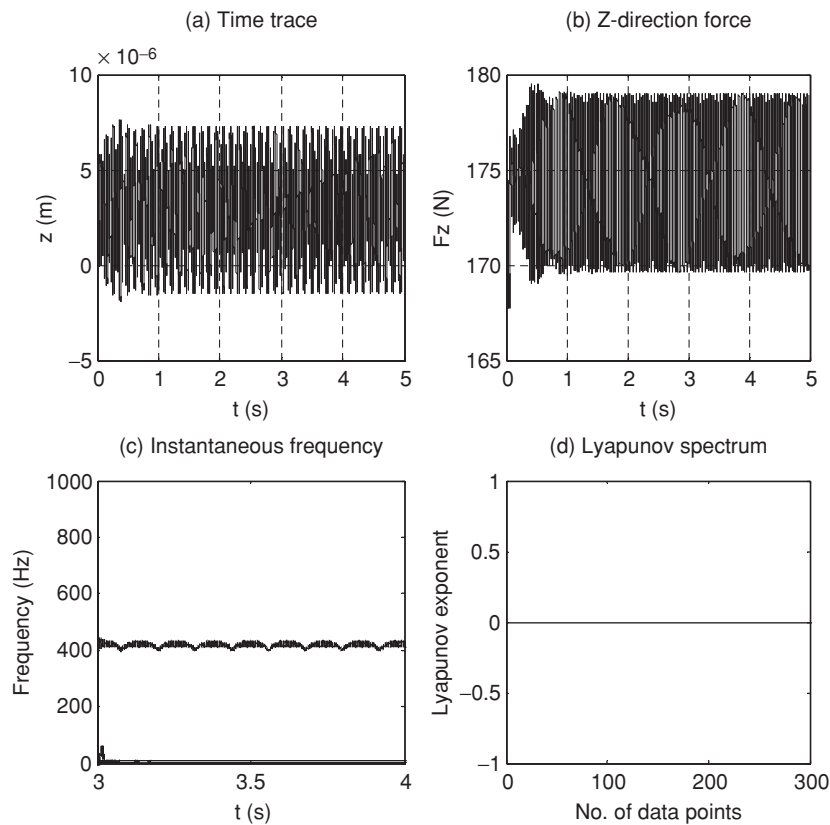 (a) Time trace
× 10−6
10
5
0
−5
z (m)
0 1 2 3 4 5
t (s)
(b) Z-direction force
180
175
170
165
Fz (N)
0 1 2 3 4 5
t (s)
(c) Instantaneous frequency
1000
800
600
400
200
0
Frequency (Hz)
3 3.5 4
t (s)
(d) Lyapunov spectrum
1
0.5
0
−0.5
−1
Lyapunov exponent
0 100 200 300
No. of data points